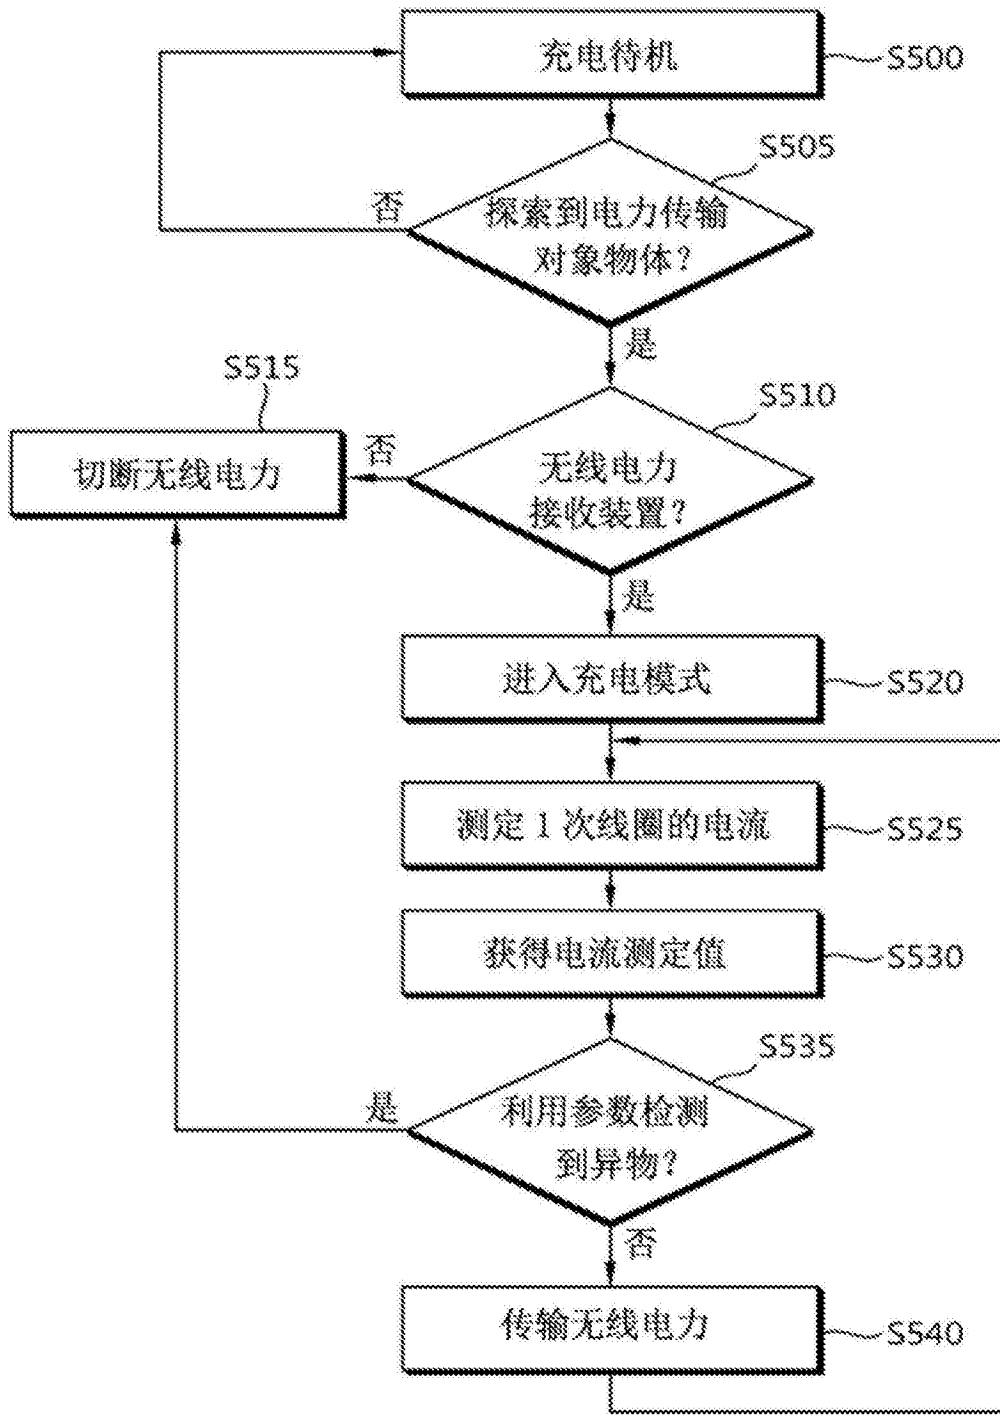 充电待机
S500
S505
否
探索到电力传输
对象物体?
是
S515
S510
切断无线电力
否
无线电力
接收装置?
是
进入充电模式
S520
测定1次线圈的电流
S525
获得电流测定值
S530
S535
是
利用参数检测
到异物?
否
传输无线电力
S540